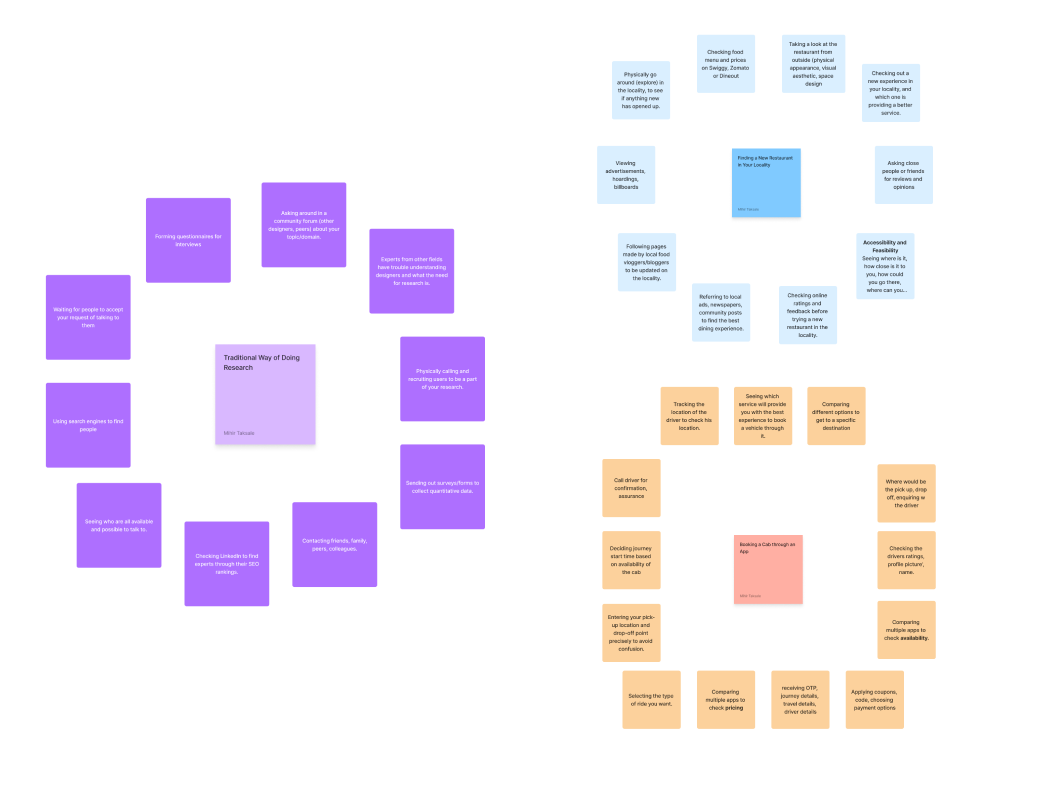 Asking around in a
community forum (other
designers, peers) about your
topic/domain.
Forming questionnaires for
Interviews
Experts from other fields
have trouble understanding
designers and what the need
for research is.
Waiting for people to accept
your request of talking to
them
Physically calling and
recruiting users to be a part
of your research.
Traditional Way of Doing
Research
Mihir Tansale
Using search engines to find
people
Sending out surveys/forms to
collect quantitative data.
Seeing who are all available
and possible to talk to.
Contacting friends, family,
peers, colleagues.
Checking LinkedIn to find
experts through their SEO
rankings.
Physically go
around (explore) in
the locality, to see
if anything new
has opened up.
Checking food
menu and prices
on Swiggy, Zomato
or Dineout
Taking a look at the
restaurant from
outside (physical
appearance, visual
aesthetic, space
design
Checking out a
new experience in
your locality, and
which one is
providing a better
service.
Viewing
advertisements,
hoardings,
billboards
Finding a New Restaurant
in Your Locality
Mihir Tansale
Asking close
people or friends
for reviews and
opinions
Following pages
made by local food
vloggers/bloggers
to be updated on
the locality.
Accessibility and
Feasibility
Seeing where is it,
how close is it to
you, how could
you go there,
where can you...
Referring to local
ads, newspapers,
community posts
to find the best
dining experience.
Checking online
ratings and
feedback before
trying a new
restaurant in the
locality.
Tracking the
location of the
driver to check his
location.
Seeing which
service will provide
you with the best
experience to book
a vehicle through
it.
Comparing
different options to
get to a specific
destination
Call driver for
confirmation,
assurance
Where would be
the pick up, drop
off, enquiring w
the driver
Deciding journey
start time based
on availability of
the cab
Booking a Cab through an
App
Mihir Tansale
Checking the
drivers ratings,
profile picture',
name.
Entering your pick-
up location and
drop-off point
precisely to avoid
confusion.
Comparing
multiple apps to
check availability.
Selecting the type
of ride you want.
Comparing
multiple apps to
check pricing
receiving OTP,
journey details,
travel details,
driver details
Applying coupons,
code, choosing
payment options